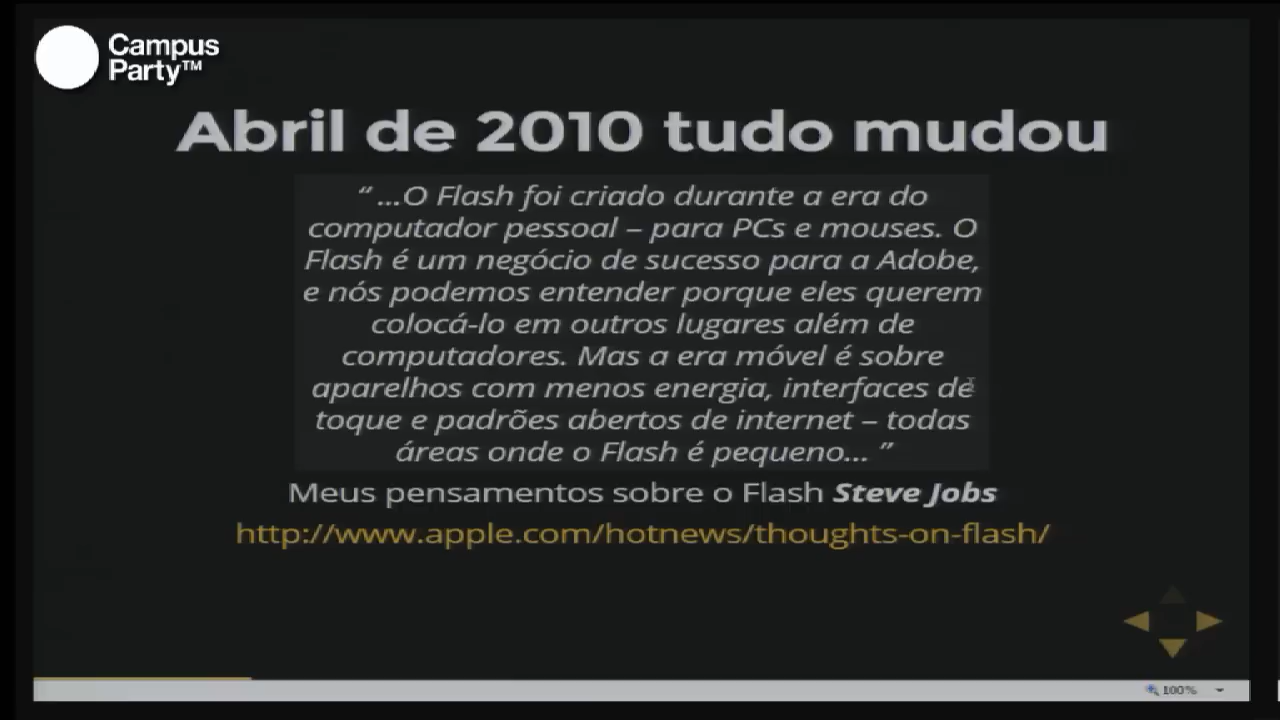 Campus
Party™
Abril de 2010 tudo mudou
“ ...O Flash foi criado durante a era do
computador pessoal – para PCs e mouses. O
Flash é um negócio de sucesso para a Adobe,
e nós podemos entender porque eles querem
colocá-lo em outros lugares além de
computadores. Mas a era móvel é sobre
aparelhos com menos energia, interfaces de
toque e padrões abertos de internet – todas
áreas onde o Flash é pequeno... ”
Meus pensamentos sobre o Flash Steve Jobs
http://www.apple.com/hotnews/thoughts-on-flash/
100%